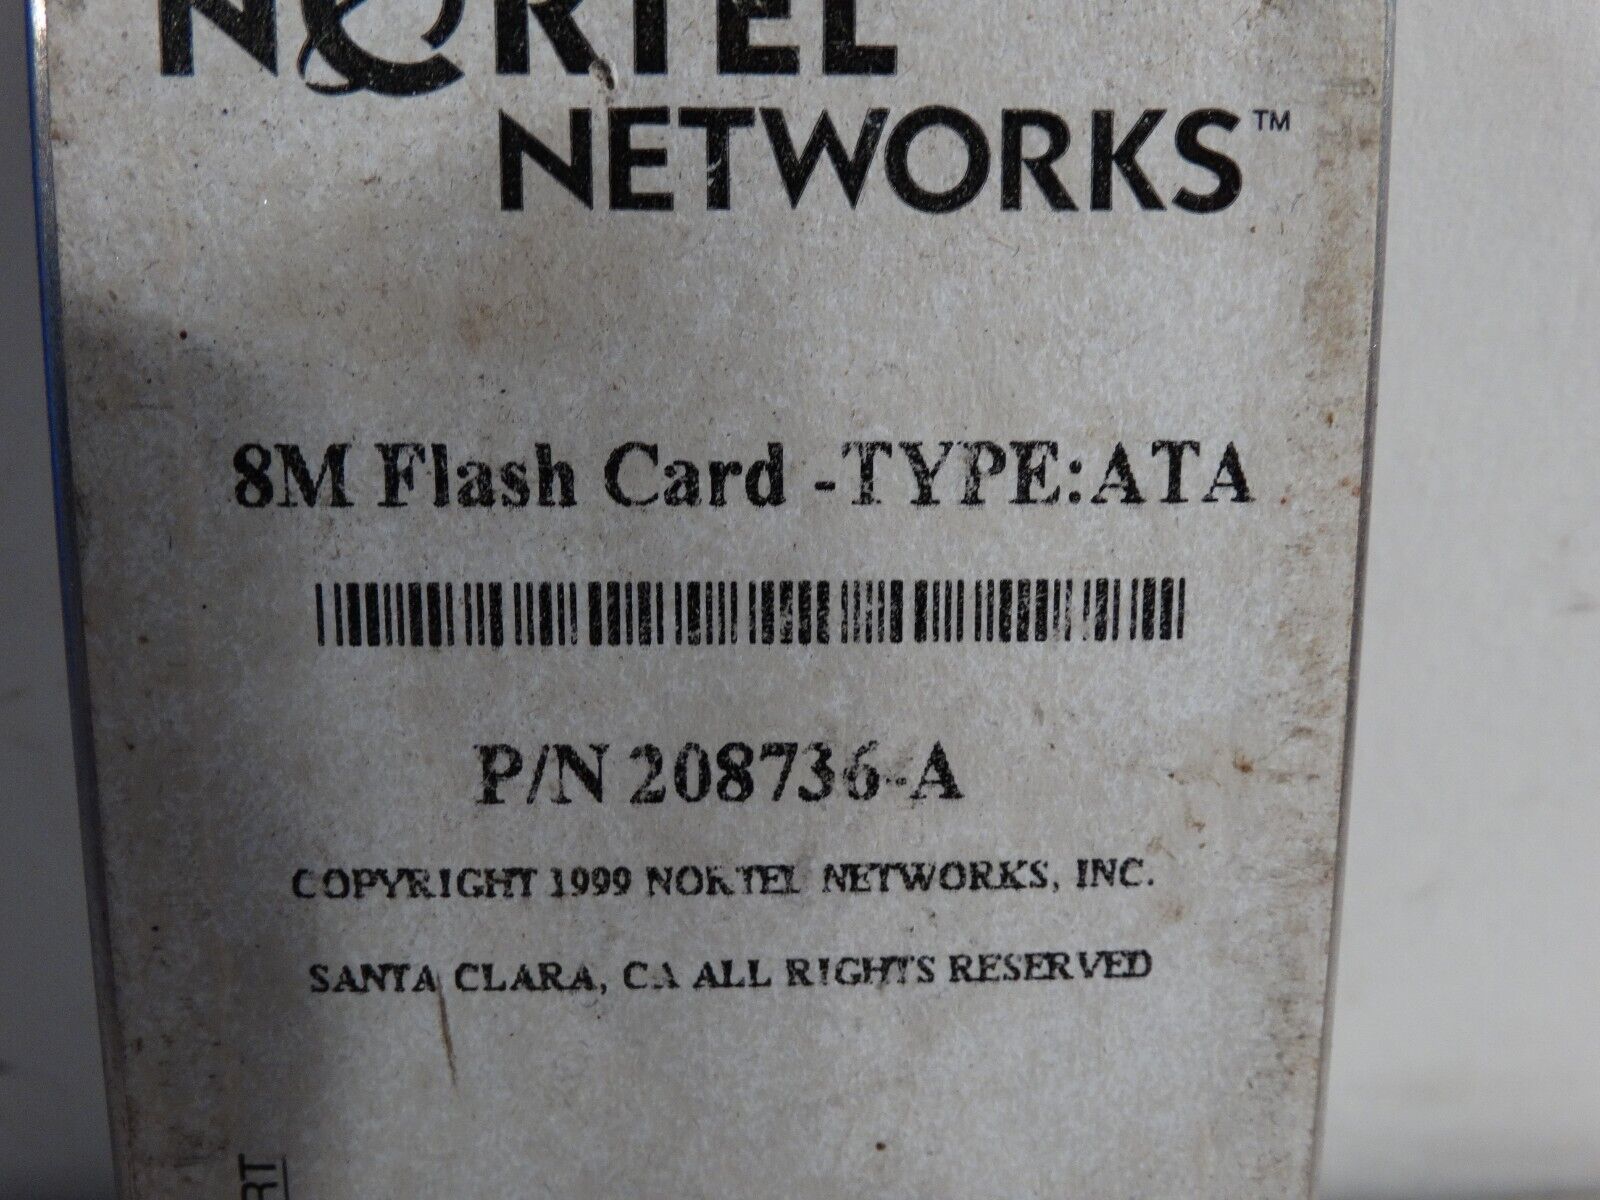 NORTEL
NETWORKS™
8M Flash Card -TYPE:ATA
P/N 208736-A
COPYRIGHT 1999 NORTEL NETWORKS, INC.
SANTA CLARA, CA ALL RIGHTS RESERVED